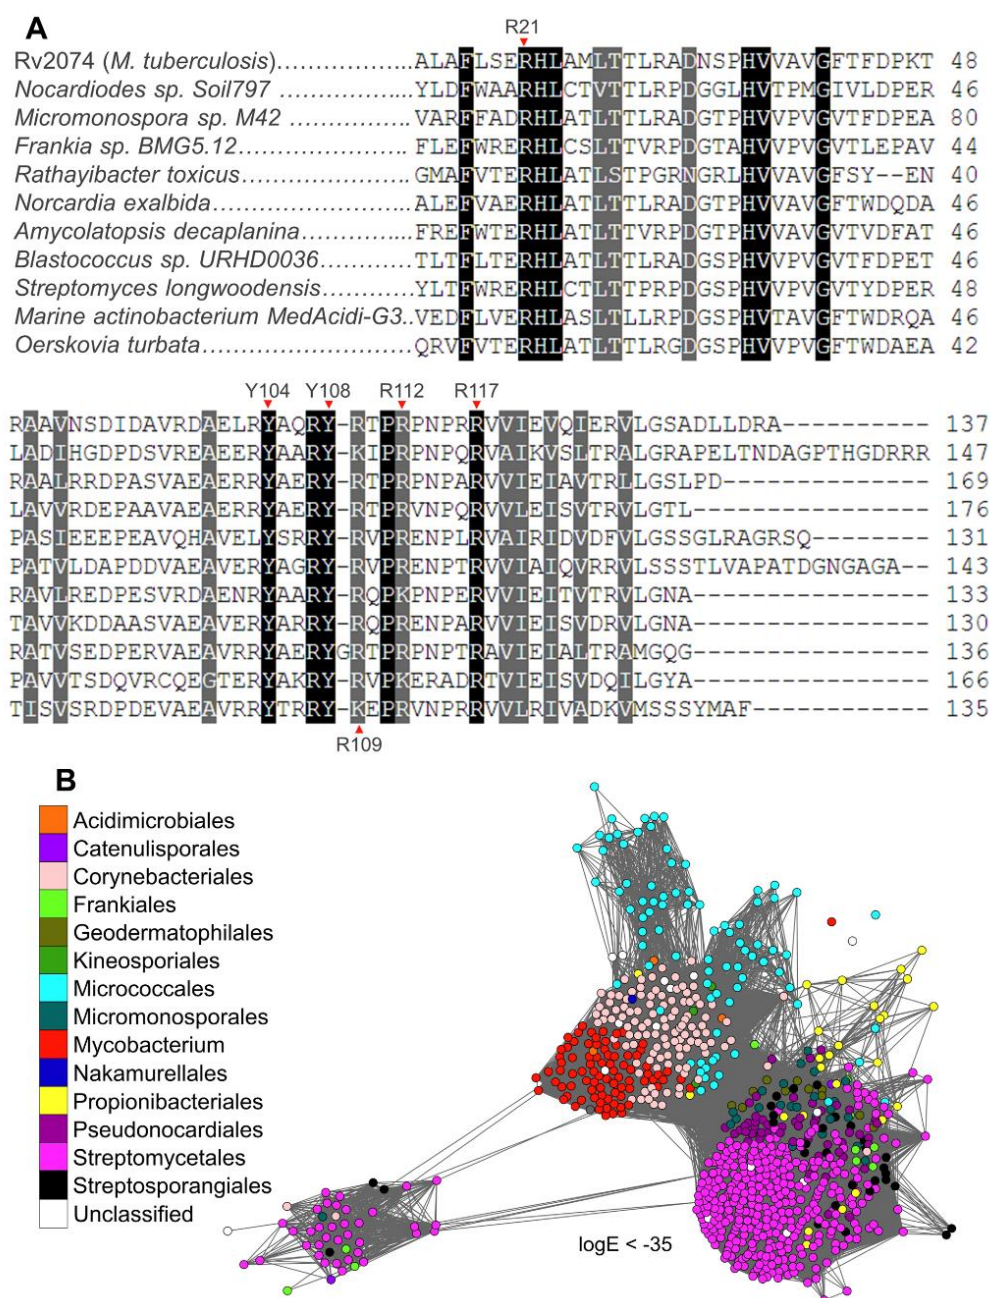 A
R21
Rv2074 (M. tuberculosis)................ALAFLSERHLAMLTTLRADNSPHVVAVGFTFDPKT 48
Nocardiodes sp. Soil797 ................YLDFWAARHLCTVTTLRPDGGLHVTPMGIVLDPER 46
Micromonospora sp. M42 ...............VARFFADRHLATLTTLRADGTPHVVPVGVTFDPEA 80
Frankia sp. BMG5.12...................... FLEFWRERHLCSLTTVRPDGTAHVVPVGVTLEPAV 44
Rathayibacter toxicus.....................GMAFVTERHLATLSTPGRNGRLHVVAVGFSY--EN 40
Norcardia exalbida.........................ALEFVAERHLATLTTLRADGTPHVVAVGFTWDQDA 46
Amycolatopsis decaplanina..............FREFWTERHLATLTTVRPDGTPHVVAVGVTVDFAT 46
Blastococcus sp. URHD0036............TLTFLTERHLATLTTLRADGSPHVVPVGFTFDPET 46
Streptomyces longwoodensis............YLTFWRERHLCTLTTPRPDGSPHVVPVGVTYDPER 48
Marine actinobacterium MedAcidi-G3..VEDFLVERHLASLTLLRPDGSPHVTAVGFTWDRQA 46
Oerskovia turbata...........................QRVFVTERHLATLTTLRGDGSPHVVPVGFTWDAEA 42
Y104 Y108 R112 R117
RAAVNSDIDAVRDAELRYAQRY-RTPRPNPRRVVIEVQIERVLGSADLLDRA---------- 137
LADIHGDPDSVREAEERYAARY-KIPRPNPQRVAIKVSLTRALGRAPELTNDAGPTHGDRRR 147
RAALRRDPASVAEAERRYAERY-RTPRPNPARVVIEIAVTRLLGSLPD-------------- 169
LAVVRDEPAAVAEAERRYAERY-RTPRVNPQRVVLEISVTRVLGTL---------------- 176
PASIEEEPEAVQHAVELYSRRY-RVPRENPLRVAIRIDVDFVLGSSGLRAGRSQ-------- 131
PATVLDAPDDVAEAERYAGRY-RVPRENPTRVVIAIQVRRVLSSSTLVAPATDGNGAGA-- 143
RAVLREDPESVRDAENRYAARY-RQPKPNPERVVIEITVTRVLGNA---------------- 133
TAVVKDDAASVAEAVERYARRY-RQPRENPARVVIEISVDRVLGNA---------------- 130
RATVSEDPERVAEAVRRYAERYGRTPRPNPTRAVIEIALTRAMGQG---------------- 136
PAVVTSDQVRCQEGTERYAKRY-RVPKERADRTVIEISVDQILGYA---------------- 166
TISVSRDPDEVAEAVRRYTRRY-KEPRVNPRRVVLRIVADKVMSSSYMAF------------ 135
R109
B
Acidimicrobiales
Catenulisporales
Corynebacteriales
Frankiales
Geodermatophilales
Kineosporiales
Micrococcales
Micromonosporales
Mycobacterium
Nakamurellales
Propionibacteriales
Pseudonocardiales
Streptomycetales
Streptosporangiales
Unclassified
logE < -35